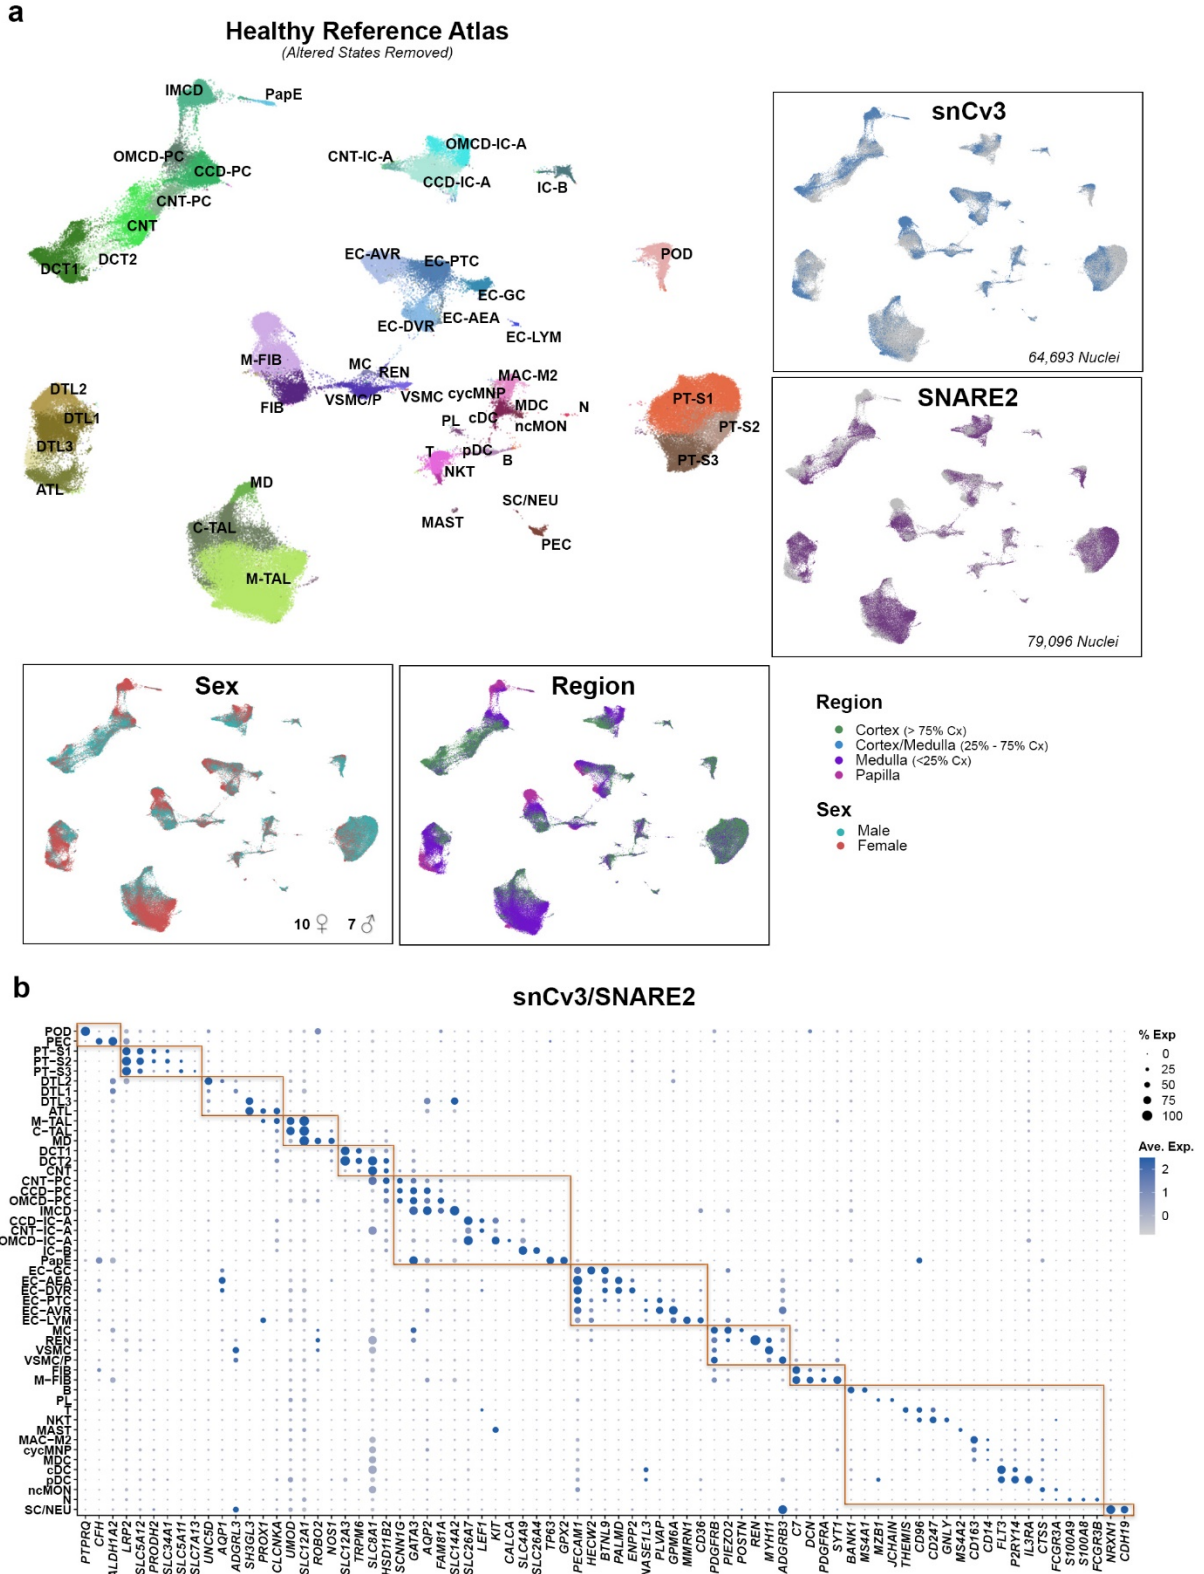 a
Healthy Reference Atlas
(Altered States Removed)
IMCD
PapE
OMCD-PC
CCD-PC
CNT-PC
CNT
DCT2
DCT1
CNT-IC-A
OMCD-IC-A
CCD-IC-A
IC-B
EC-AVR
EC-PTC
EC-GC
EC-DVR
EC-AEA
EC-LYM
POD
M-FIB
FIB
MC
REN
VSMC/P
VSMC
MAC-M2
cycMNP
MDC
cDC
ncMON
N
PL
pDC
B
T
NKT
MAST
SC/NEU
PEC
PT-S1
PT-S2
PT-S3
DTL2
DTL1
DTL3
ATL
MD
C-TAL
M-TAL
snCv3
64,693 Nuclei
SNARE2
79,096 Nuclei
Sex
10 ♀ 7 ♂
Region
Region
Cortex (> 75% Cx)
Cortex/Medulla (25% - 75% Cx)
Medulla (<25% Cx)
Papilla
Sex
Male
Female
b
snCv3/SNARE2
POD
PEC
PT-S1
PT-S2
PT-S3
DTL2
DTL1
DTL3
ATL
M-TAL
C-TAL
MD
DCT1
DCT2
CNT
CNT-PC
CCD-PC
OMCD-PC
IMCD
CCD-IC-A
CNT-IC-A
OMCD-IC-A
IC-B
PapE
EC-GC
EC-AEA
EC-DVR
EC-PTC
EC-AVR
EC-LYM
MC
REN
VSMC
VSMC/P
FIB
M-FIB
B
PL
T
NKT
MAST
MAC-M2
cycMNP
MDC
cDC
pDC
ncMON
N
SC/NEU
% Exp
0
25
50
75
100
Ave. Exp.
2
1
0
PTPRQ
CFH
ALDH1A2
LRP2
SLC5A12
PRODH2
SLC34A1
SLC5A11
SLC7A13
UNC5D
AQP1
ADGRL3
SH3GL3
PROX1
CLCNKA
UMOD
SLC12A1
ROBO2
NOS1
SLC12A3
TRPM6
SLC8A1
HSD11B2
SCNN1G
GATA3
AQP2
FAM81A
SLC14A2
SLC26A7
LEF1
KIT
CALCA
SLC4A9
SLC26A4
TP63
GPX2
PECAM1
HECW2
BTNL9
PALMD
ENPP2
NASE1L3
PLVAP
GPM6A
MMRN1
CD36
PDGFRB
PIEZO2
POSTN
REN
MYH11
ADGRB3
C7
DCN
PDGFRA
SYT1
BANK1
MS4A1
MZB1
JCHAIN
THEMIS
CD96
CD247
GNLY
MS4A2
CD163
CD14
FLT3
P2RY14
IL3RA
CTSS
FCGR3A
S100A9
S100A8
FCGR3B
NRXN1
CDH19